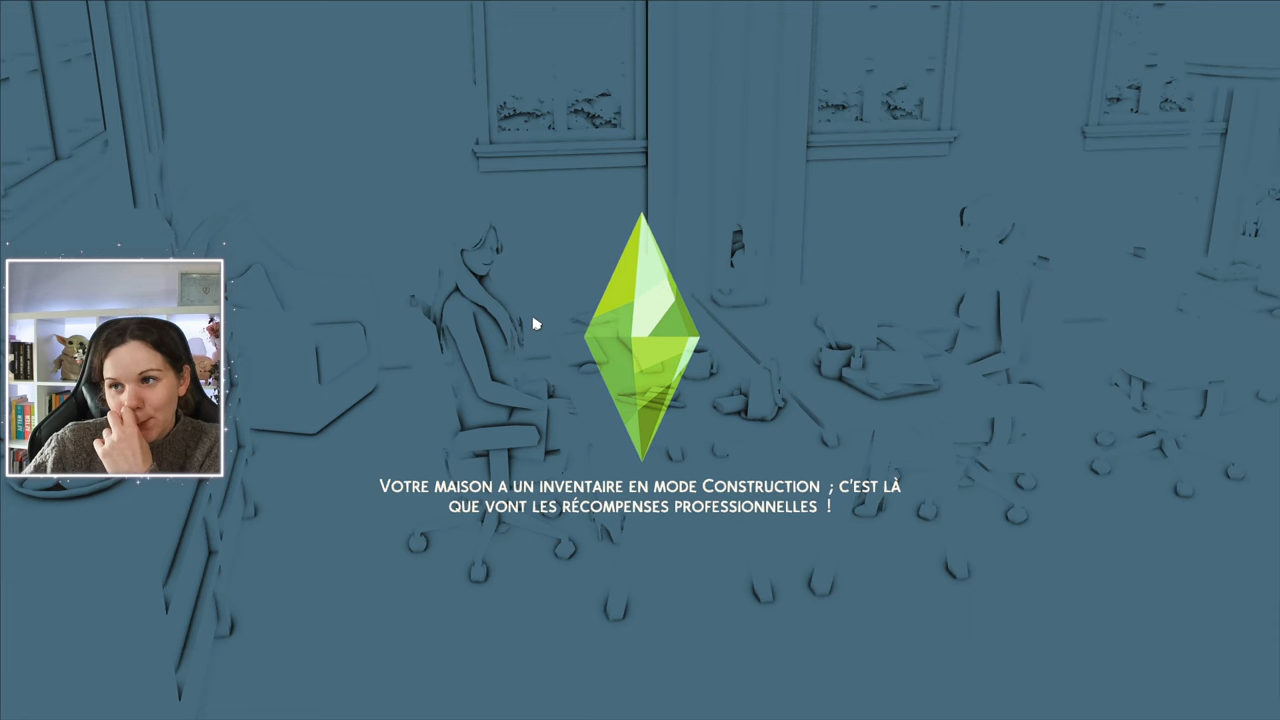 Votre maison a un inventaire en mode Construction ; c'est là
que vont les récompenses professionnelles !